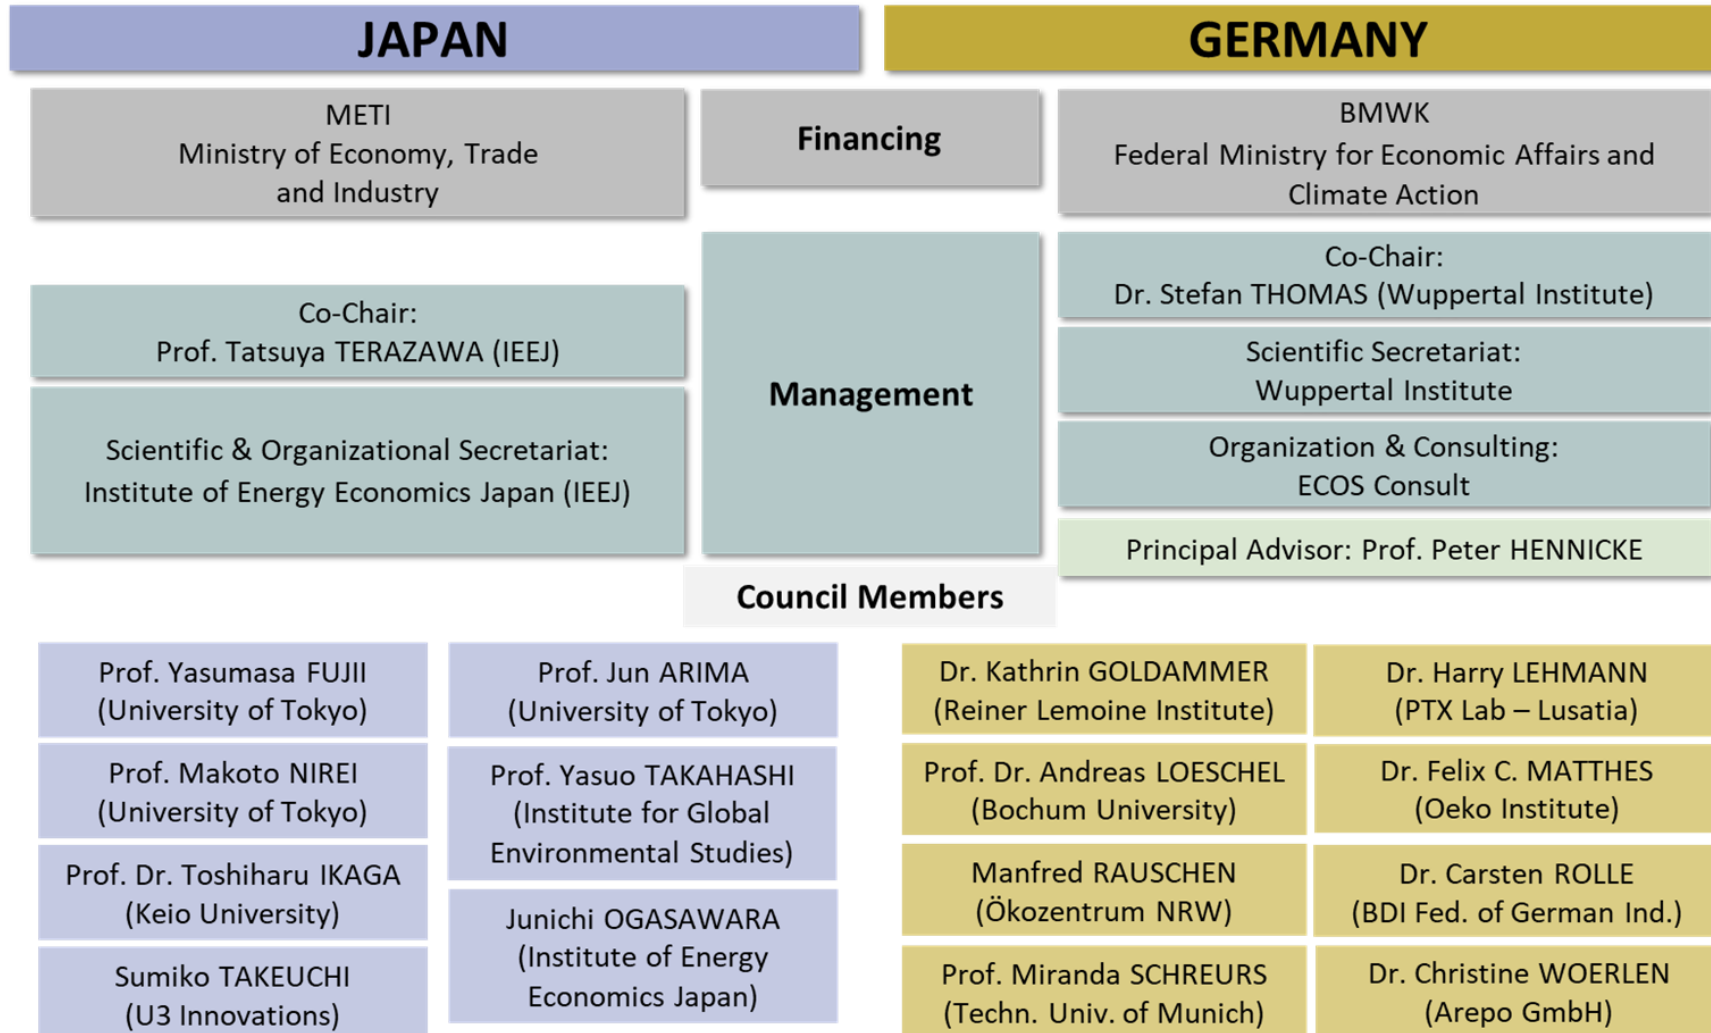 JAPAN
GERMANY
METI
Ministry of Economy, Trade
and Industry
Financing
BMWK
Federal Ministry for Economic Affairs and
Climate Action
Co-Chair:
Prof. Tatsuya TERAZAWA (IEEJ)
Scientific & Organizational Secretariat:
Institute of Energy Economics Japan (IEEJ)
Management
Co-Chair:
Dr. Stefan THOMAS (Wuppertal Institute)
Scientific Secretariat:
Wuppertal Institute
Organization & Consulting:
ECOS Consult
Principal Advisor: Prof. Peter HENNICKE
Council Members
Prof. Yasumasa FUJII
(University of Tokyo)
Prof. Makoto NIREI
(University of Tokyo)
Prof. Dr. Toshiharu IKAGA
(Keio University)
Sumiko TAKEUCHI
(U3 Innovations)
Prof. Jun ARIMA
(University of Tokyo)
Prof. Yasuo TAKAHASHI
(Institute for Global
Environmental Studies)
Junichi OGASAWARA
(Institute of Energy
Economics Japan)
Dr. Kathrin GOLDAMMER
(Reiner Lemoine Institute)
Prof. Dr. Andreas LOESCHEL
(Bochum University)
Manfred RAUSCHEN
(Ökozentrum NRW)
Prof. Miranda SCHREURS
(Techn. Univ. of Munich)
Dr. Harry LEHMANN
(PTX Lab – Lusatia)
Dr. Felix C. MATTHES
(Oeko Institute)
Dr. Carsten ROLLE
(BDI Fed. of German Ind.)
Dr. Christine WOERLEN
(Arepo GmbH)